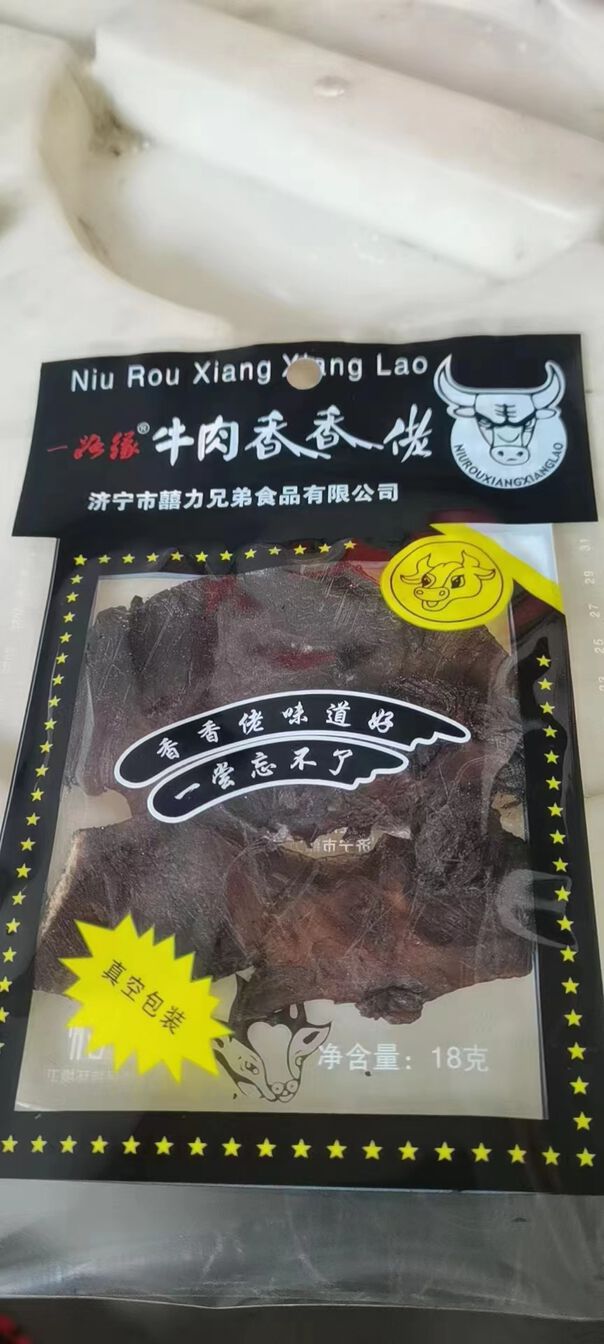 Niu Rou Xiang Xiang Lao
一路缘® 牛肉香香佬
NIUROUXIANGXIANGLAO
济宁市囍力兄弟食品有限公司
香香佬味道好
一尝忘不了
真空包装
净含量：18克